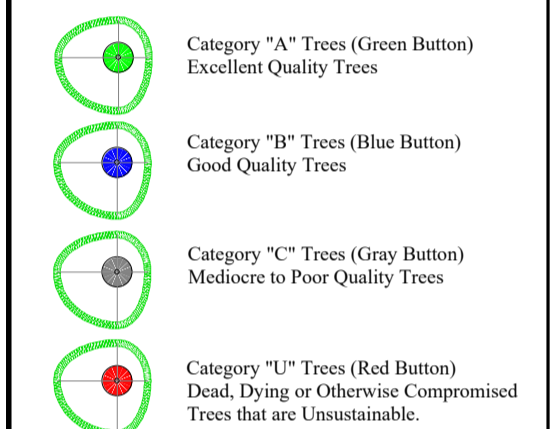 Category "A" Trees (Green Button)
Excellent Quality Trees
Category "B" Trees (Blue Button)
Good Quality Trees
Category "C" Trees (Gray Button)
Mediocre to Poor Quality Trees
Category "U" Trees (Red Button)
Dead, Dying or Otherwise Compromised
Trees that are Unsustainable.